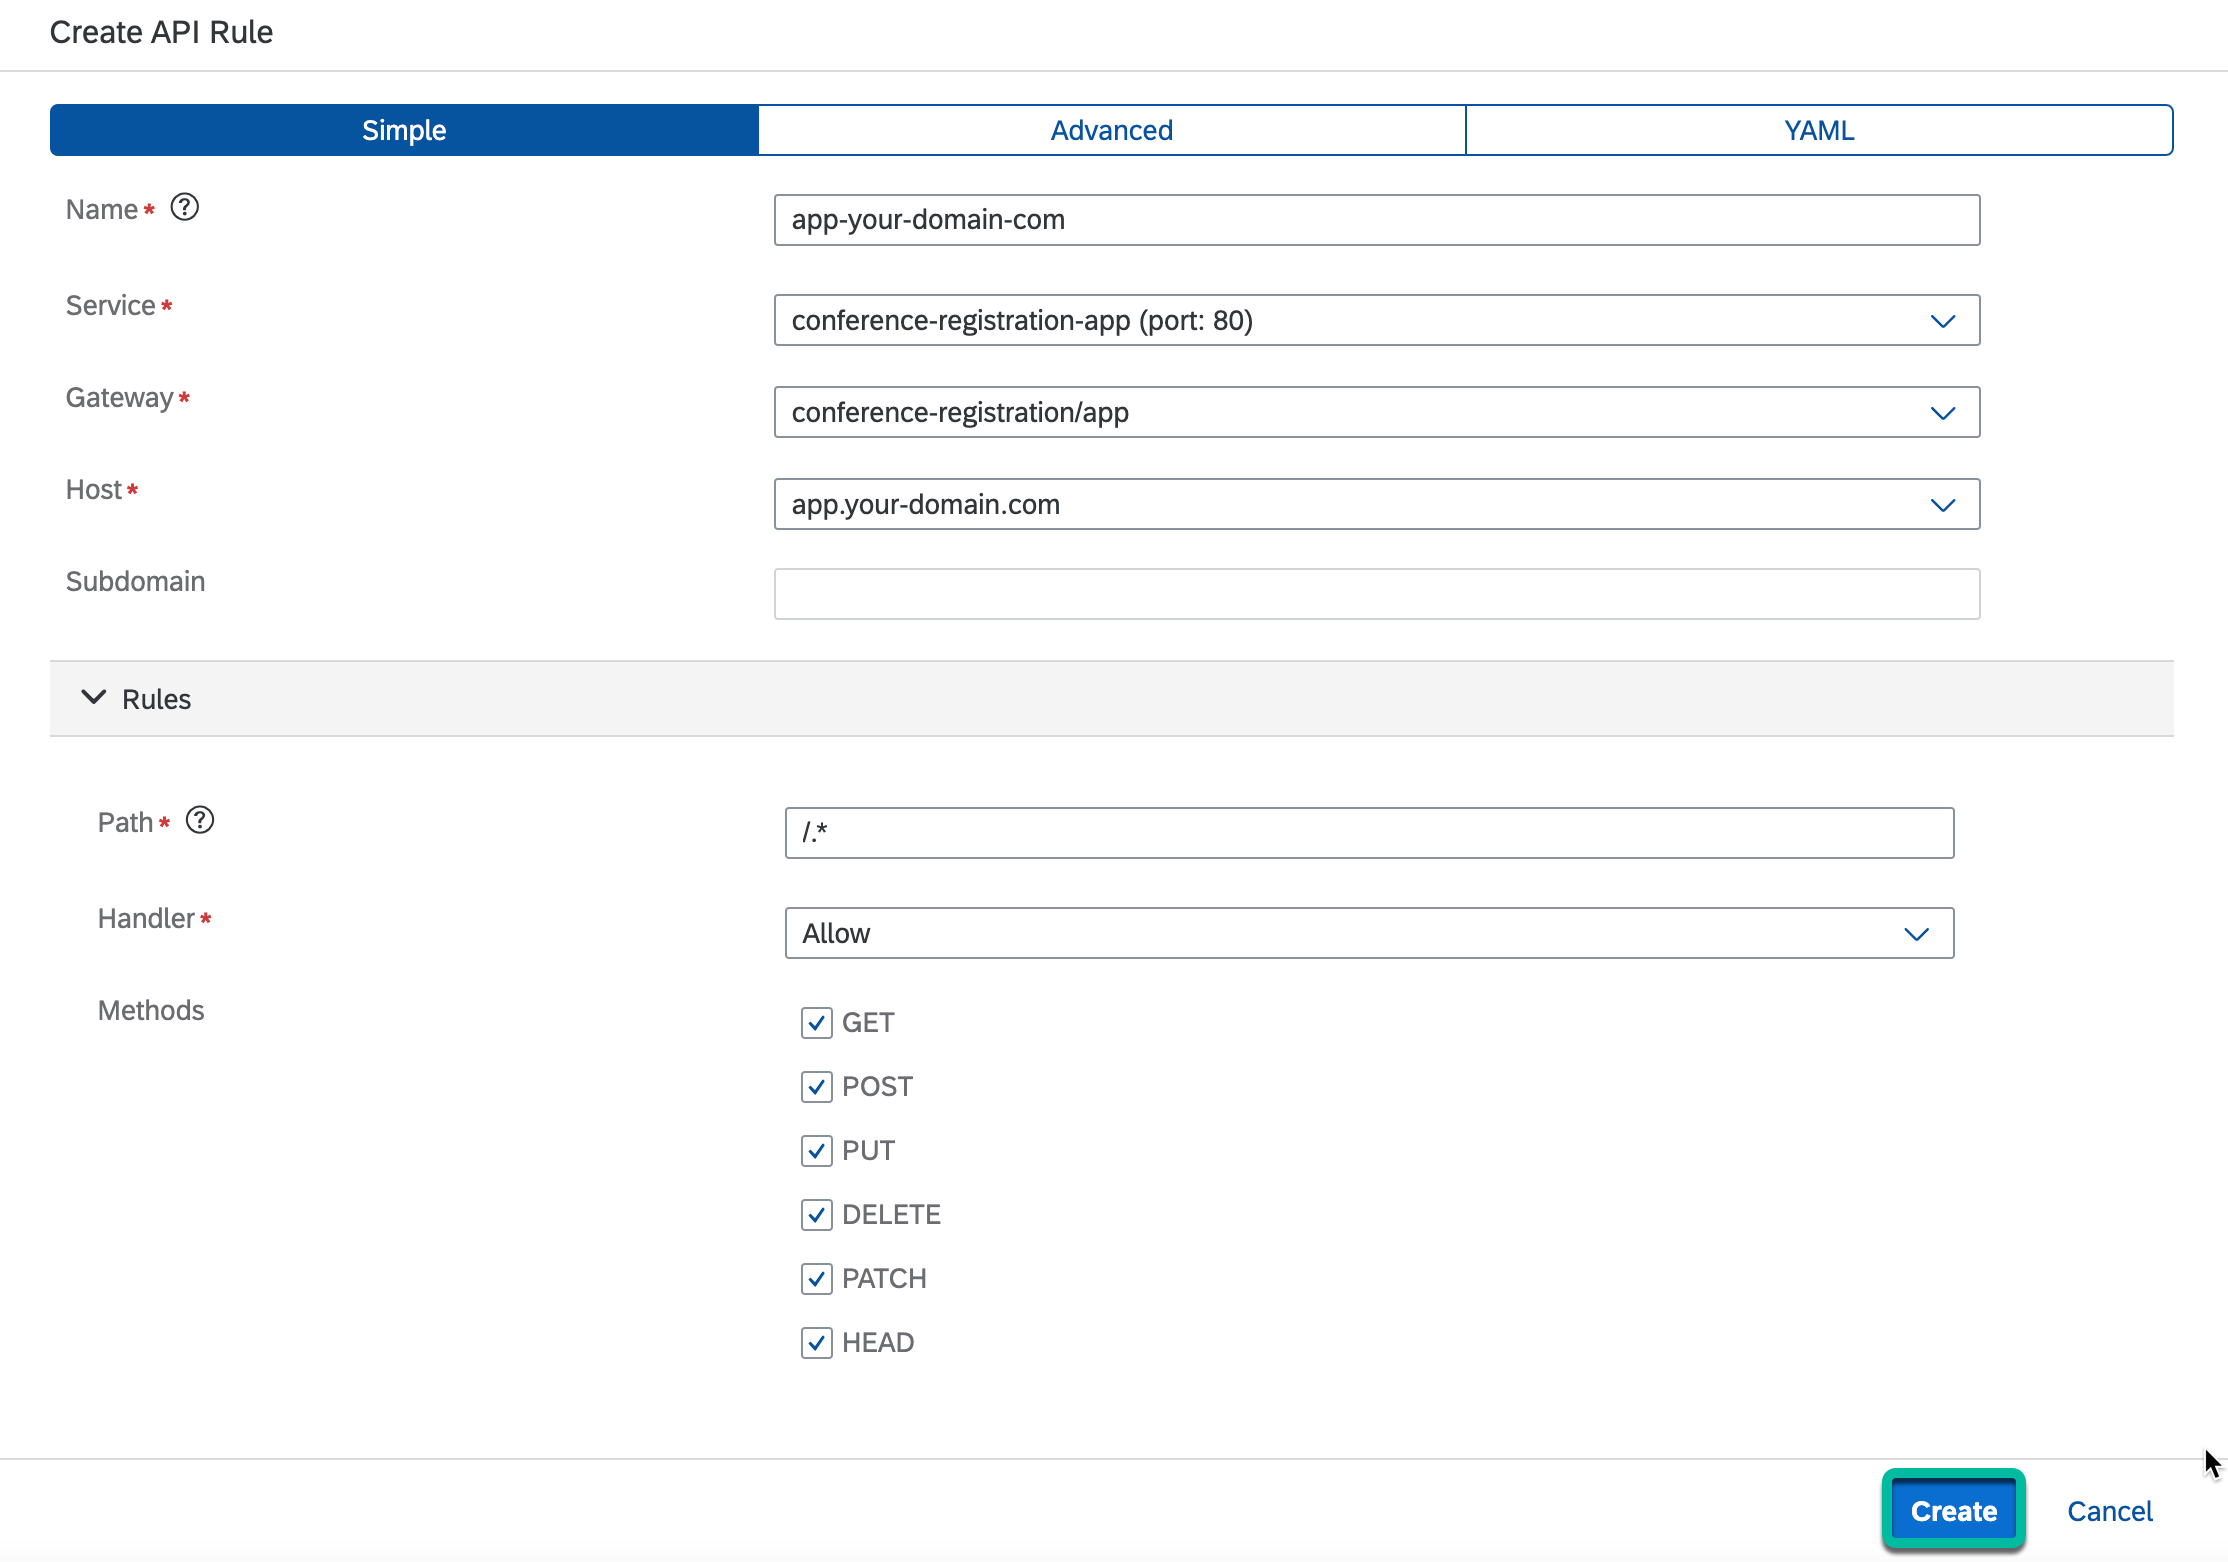 Create API Rule
Simple
Advanced
YAML
Name*
app-your-domain-com
Service*
conference-registration-app (port: 80)
Gateway*
conference-registration/app
Host*
app.your-domain.com
Subdomain
Rules
Path*
/.*
Handler*
Allow
Methods
GET
POST
PUT
DELETE
PATCH
HEAD
Create
Cancel